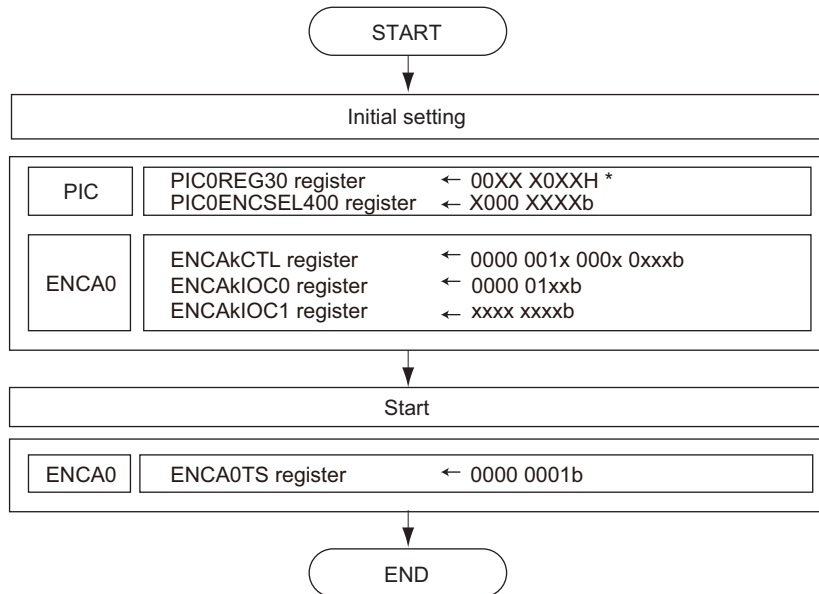 START
Initial setting
PIC
PIC0REG30 register ← 00XX X0XXH *
PIC0ENCSEL400 register ← X000 XXXXb
ENCA0
ENCAkCTL register ← 0000 001x 000x 0xxxb
ENCAkIOC0 register ← 0000 01xxb
ENCAkIOC1 register ← xxxx xxxxb
Start
ENCA0
ENCA0TS register ← 0000 0001b
END